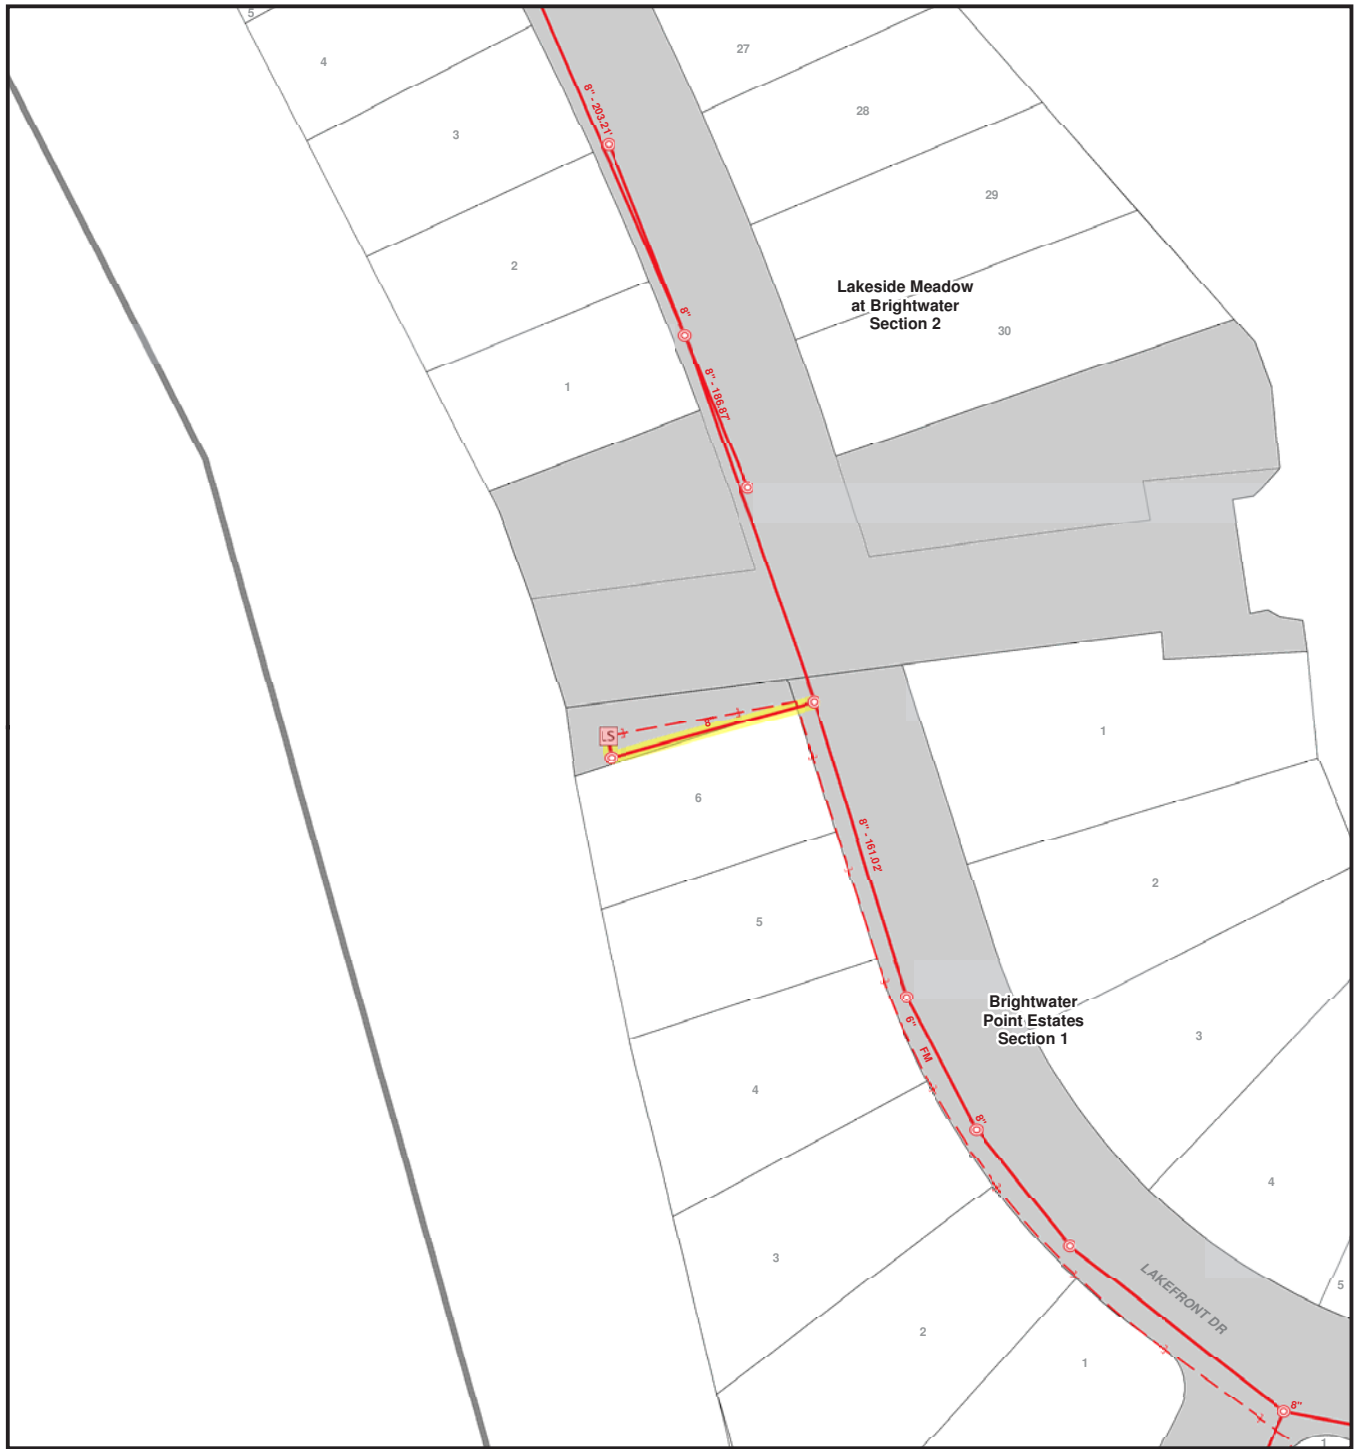 5
4
27
8" - 203.21'
28
3
29
2
Lakeside Meadow
at Brightwater
Section 2
8"
30
1
8" - 186.87'
8"
LS
1
6
8" - 161.02'
2
5
Brightwater
Point Estates
Section 1
6"
FM
3
4
8"
4
3
LAKEFRONT DR
5
2
1
8"
1